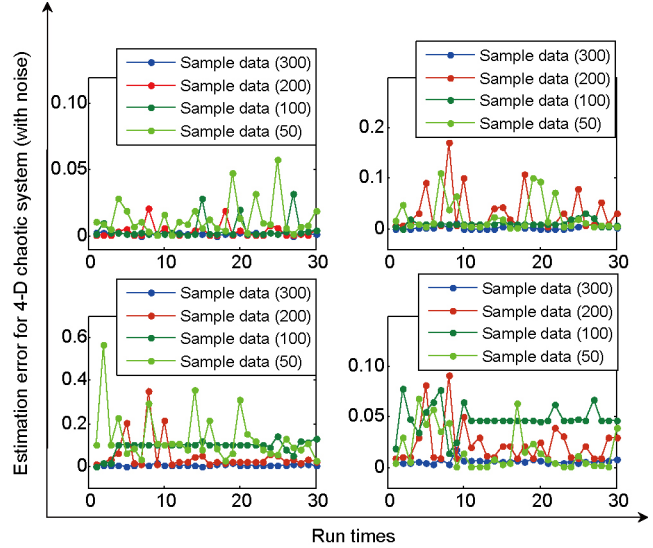 Estimation error for 4-D chaotic system (with noise)
Sample data (300)
Sample data (200)
Sample data (100)
Sample data (50)
0.10
0.05
0
0 10 20 30
Sample data (300)
Sample data (200)
Sample data (100)
Sample data (50)
0.2
0.1
0
0 10 20 30
Sample data (300)
Sample data (200)
Sample data (100)
Sample data (50)
0.6
0.4
0.2
0
0 10 20 30
Sample data (300)
Sample data (200)
Sample data (100)
Sample data (50)
0.10
0.05
0
0 10 20 30
Run times